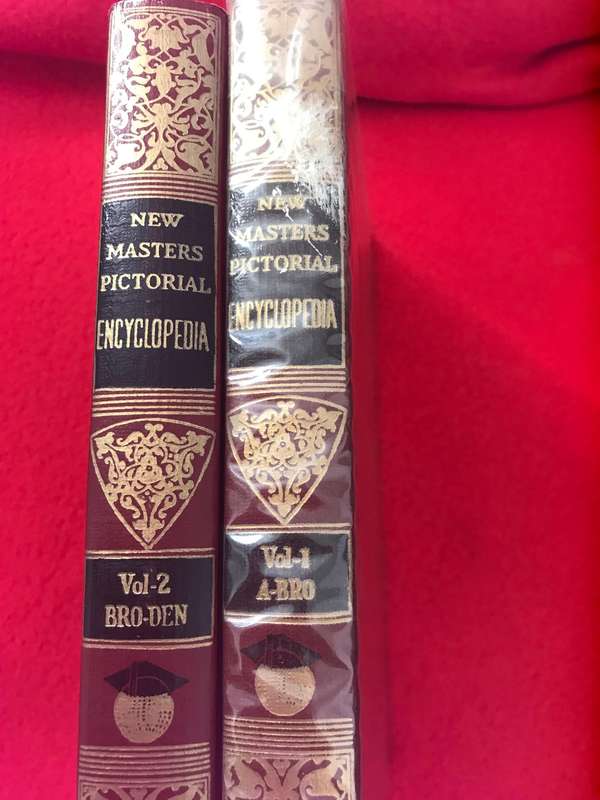 NEW
MASTERS
PICTORIAL
ENCYCLOPEDIA
Vol-2
BRO-DEN
NEW
MASTERS
PICTORIAL
ENCYCLOPEDIA
Vol-1
A-BRO